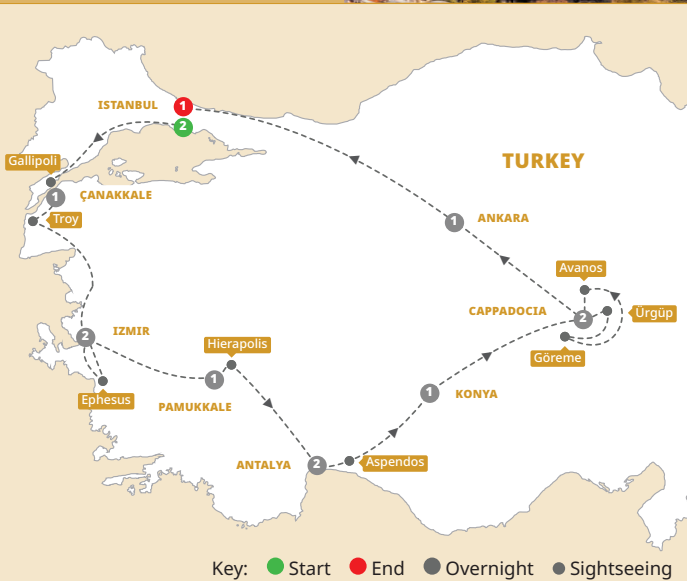 ISTANBUL
1
2
Gallipoli
TURKEY
1
ÇANAKKALE
Troy
1
ANKARA
Avanos
CAPPADOCIA
2
Ürgüp
2
IZMIR
Hierapolis
Göreme
1
PAMUKKALE
Ephesus
1
KONYA
ANTALYA
2
Aspendos
Key: Start End Overnight Sightseeing